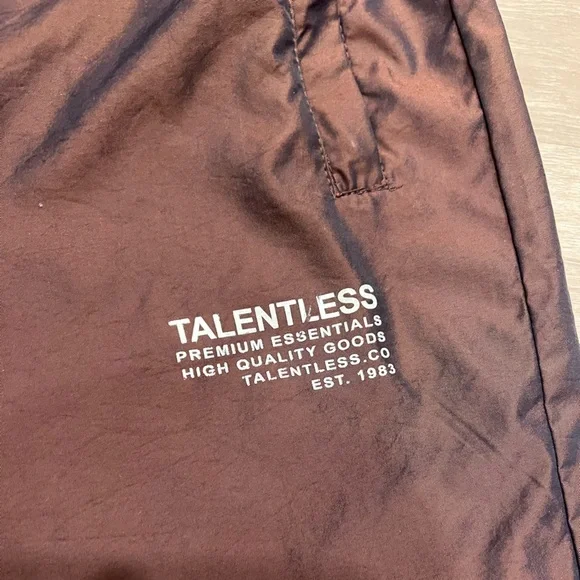 TALENTLESS
PREMIUM ESSENTIALS
HIGH QUALITY GOODS
TALENTLESS.CO
EST. 1983